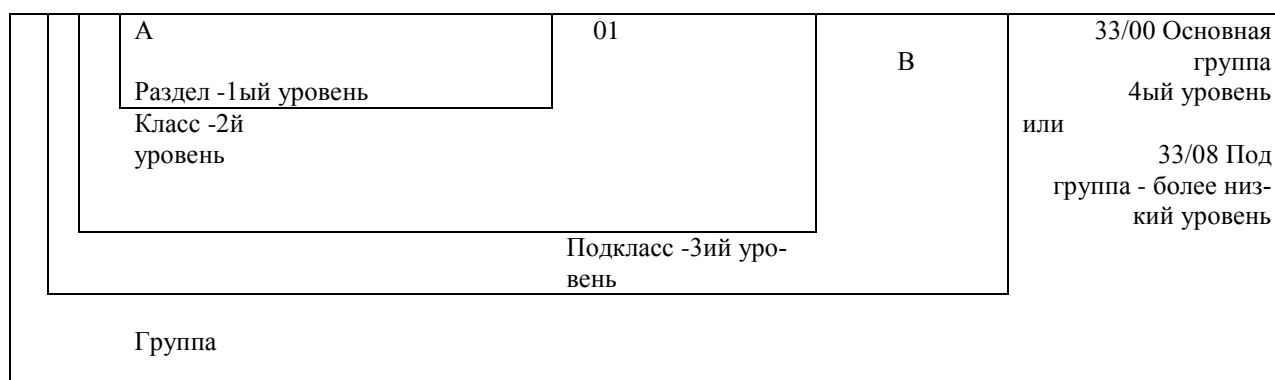 А
01
33/00 Основная
группа
В
4ый уровень
Раздел -1ый уровень
Класс -2й
уровень
или
33/08 Под
группа - более низ-
кий уровень
Подкласс -3ий уро-
вень
Группа